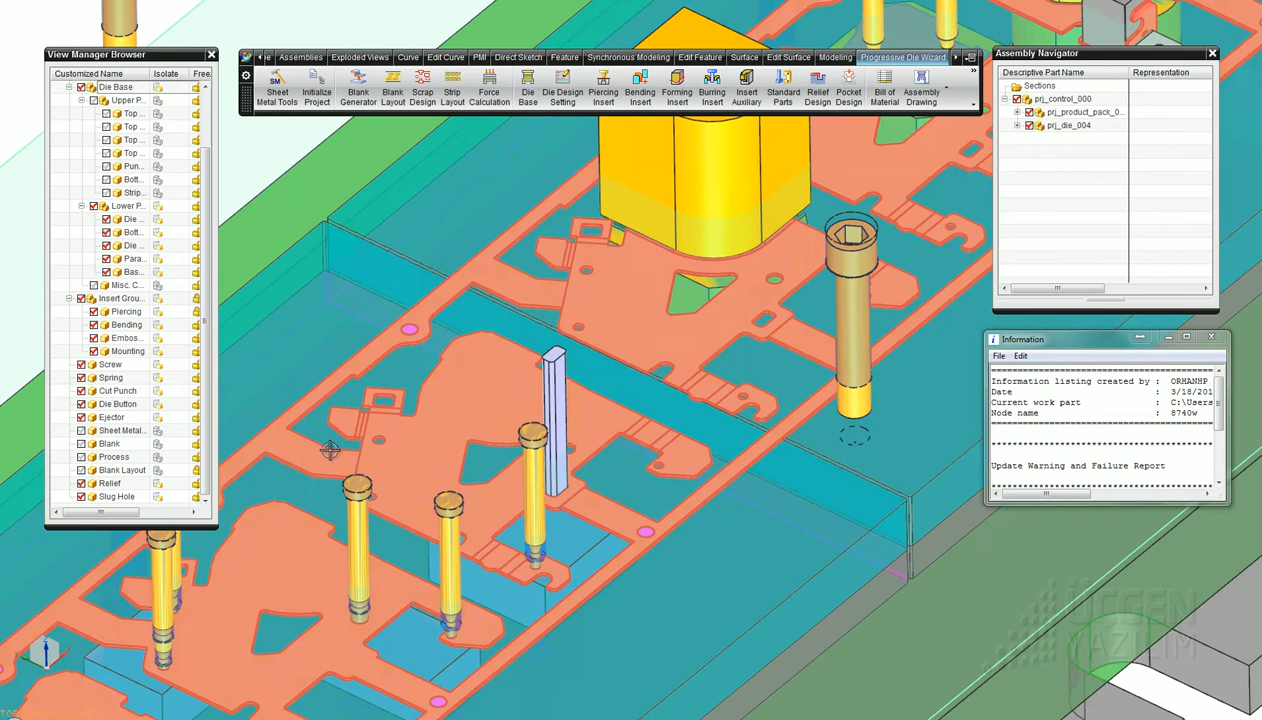 View Manager Browser
Customized Name Isolate Free.
Die Base
Upper P...
Top ...
Top ...
Top ...
Pun...
Bott...
Strip...
Lower P...
Die ...
Bott...
Die ...
Para...
Bas...
Misc. C...
Insert Grou...
Piercing
Bending
Embos...
Mounting
Screw
Spring
Cut Punch
Die Button
Ejector
Sheet Metal...
Blank
Process
Blank Layout
Relief
Slug Hole
ie Assemblies Exploded Views Curve Edit Curve PMI Direct Sketch Feature Synchronous Modeling Edit Feature Surface Edit Surface Modeling Progressive Die Wizard
SM
Sheet Metal Tools
Initialize Project
Blank Generator
Blank Layout
Scrap Design
Strip Layout
Force Calculation
Die Base
Die Design Setting
Piercing Insert
Bending Insert
Forming Insert
Burring Insert
Insert Auxiliary
Standard Parts
Relief Design
Pocket Design
Bill of Material
Assembly Drawing
Assembly Navigator
Descriptive Part Name Representation
Sections
prj_control_000
prj_product_pack_0...
prj_die_004
i Information
File Edit
Information listing created by : ORHANHP
Date : 3/18/201
Current work part : C:\Users
Node name : 8740w
Update Warning and Failure Report
ÜÇGEN
YAZILIM